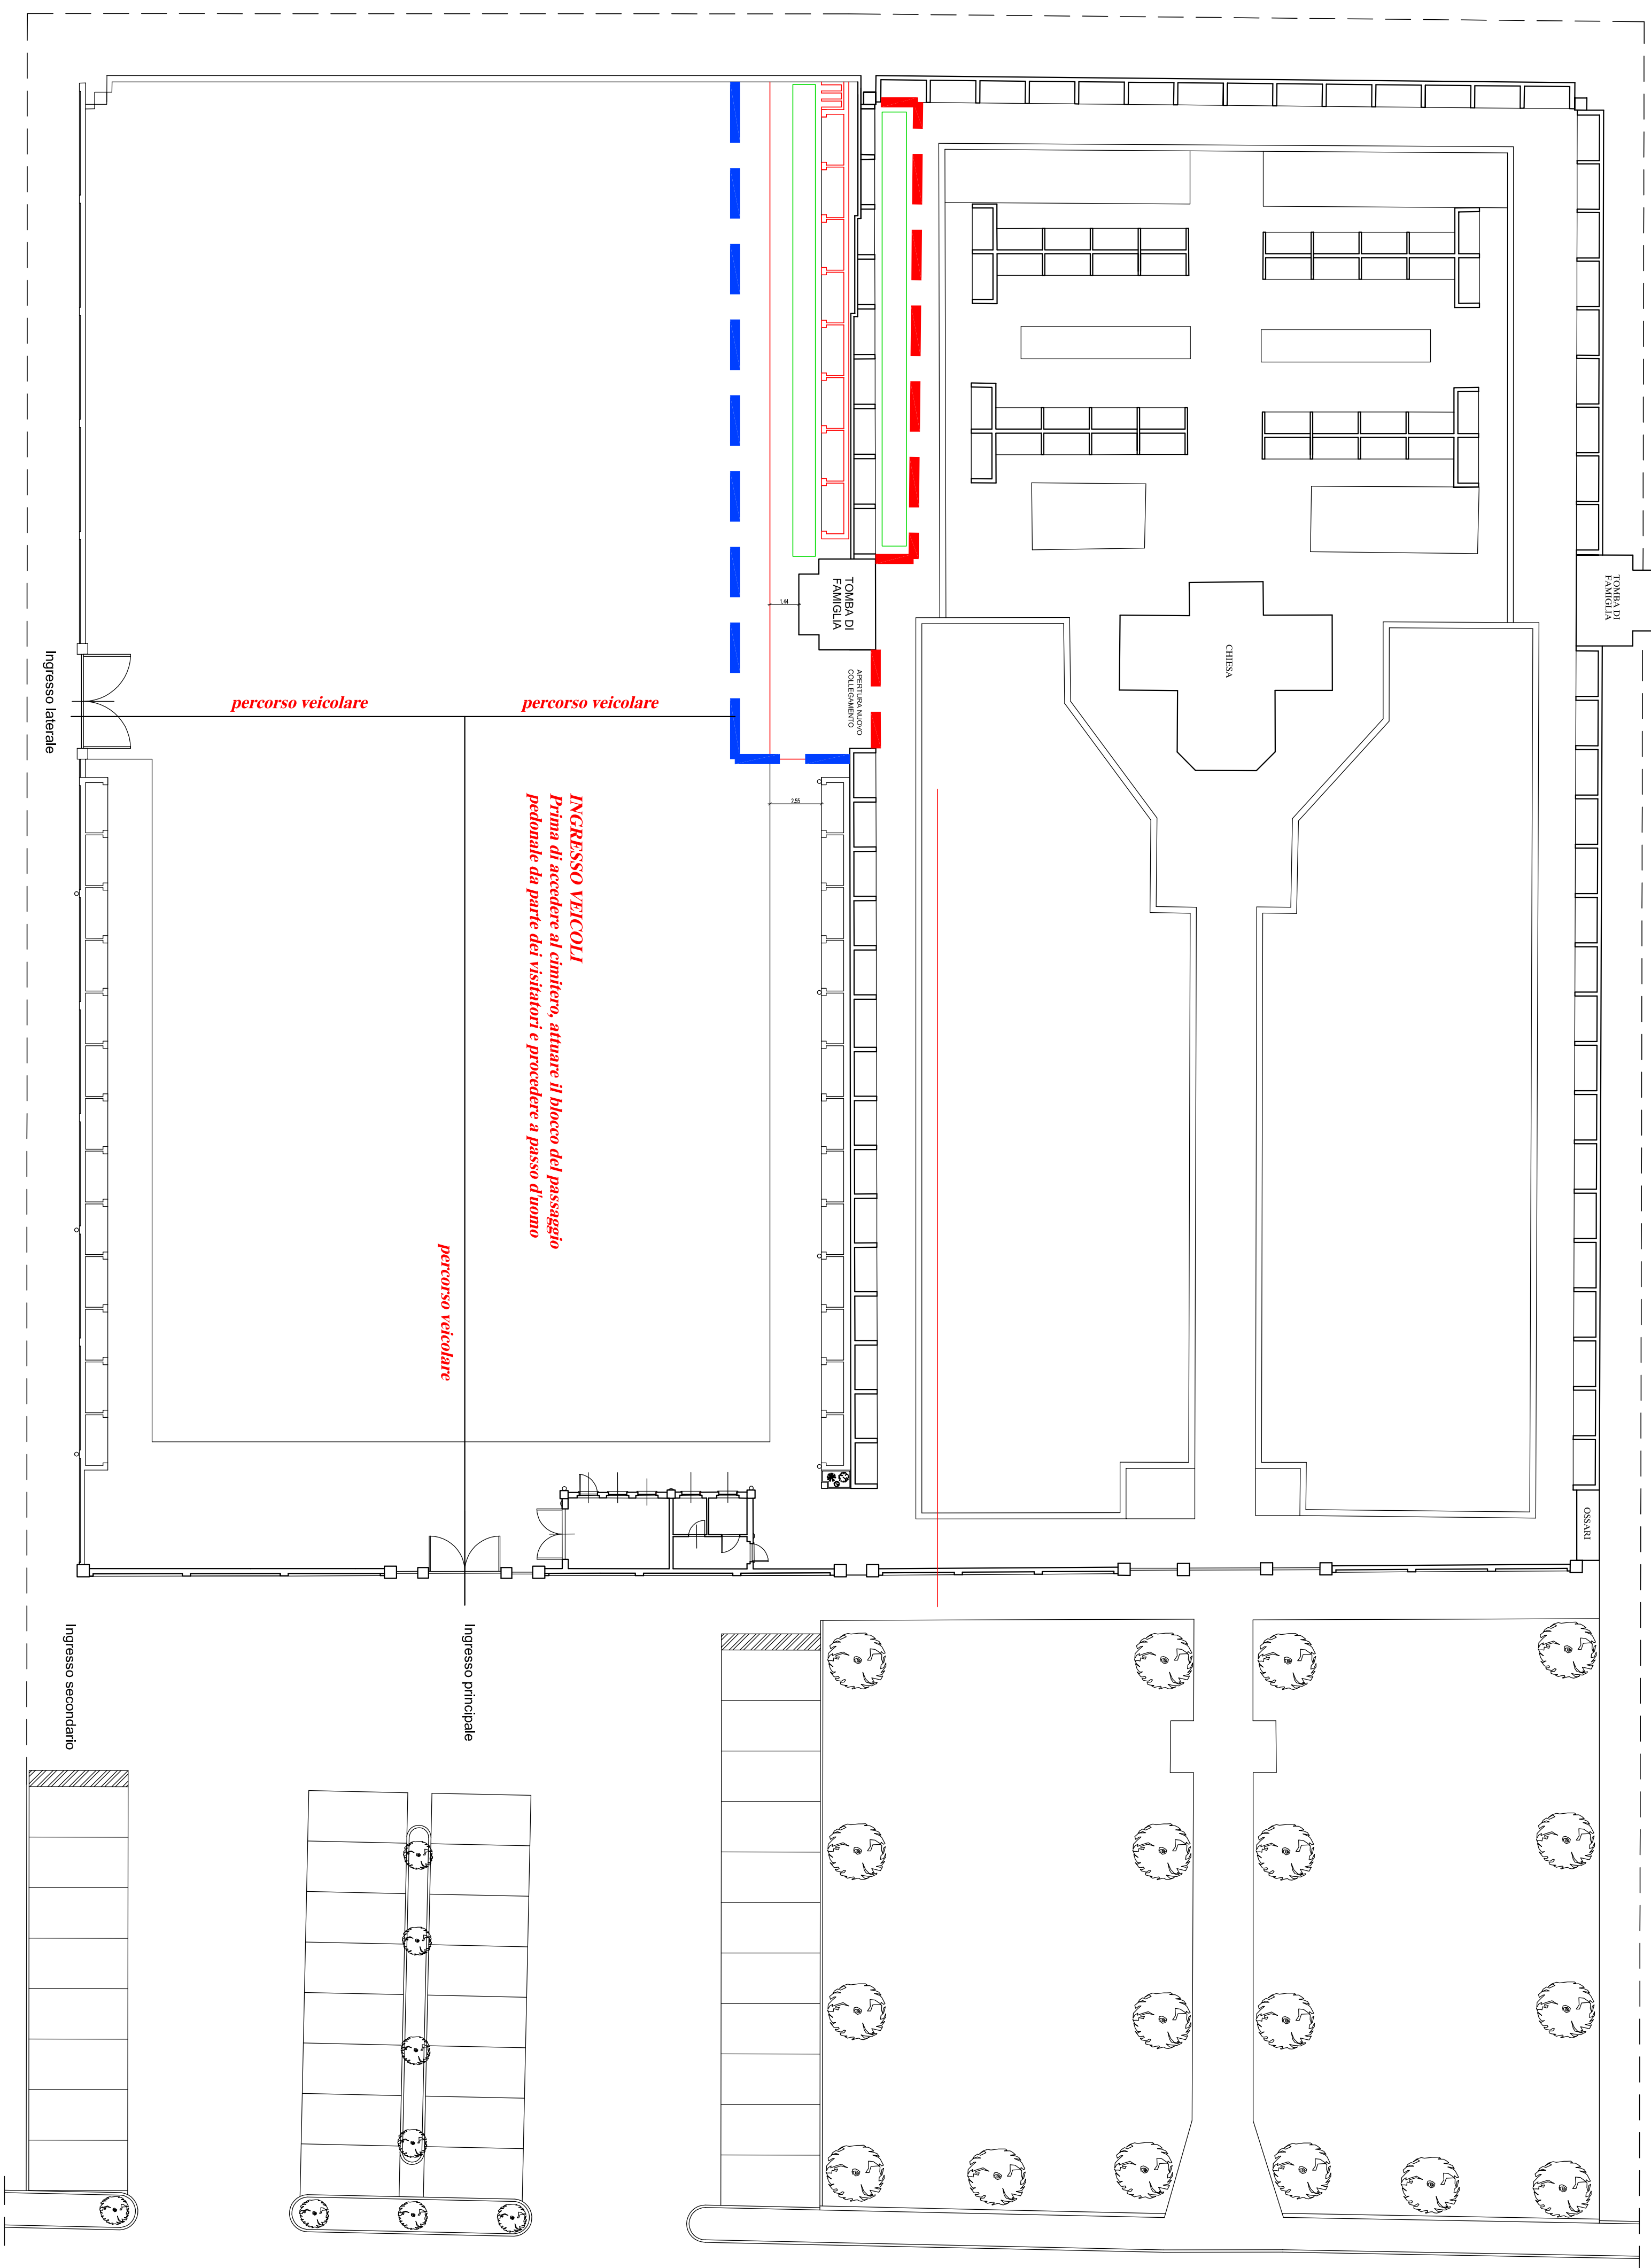 TOMBA DI
FAMIGLIA
TOMBA DI
FAMIGLIA
1.44
CHIESA
APERTURA NUOVO
COLLEGAMENTO
Ingresso laterale
percorso veicolare
percorso veicolare
2.55
INGRESSO VEICOLI
Prima di accedere al cimitero, attuare il blocco del passaggio
pedonale da parte dei visitatori e procedere a passo d'uomo
percorso veicolare
OSSARI
Ingresso secondario
Ingresso principale